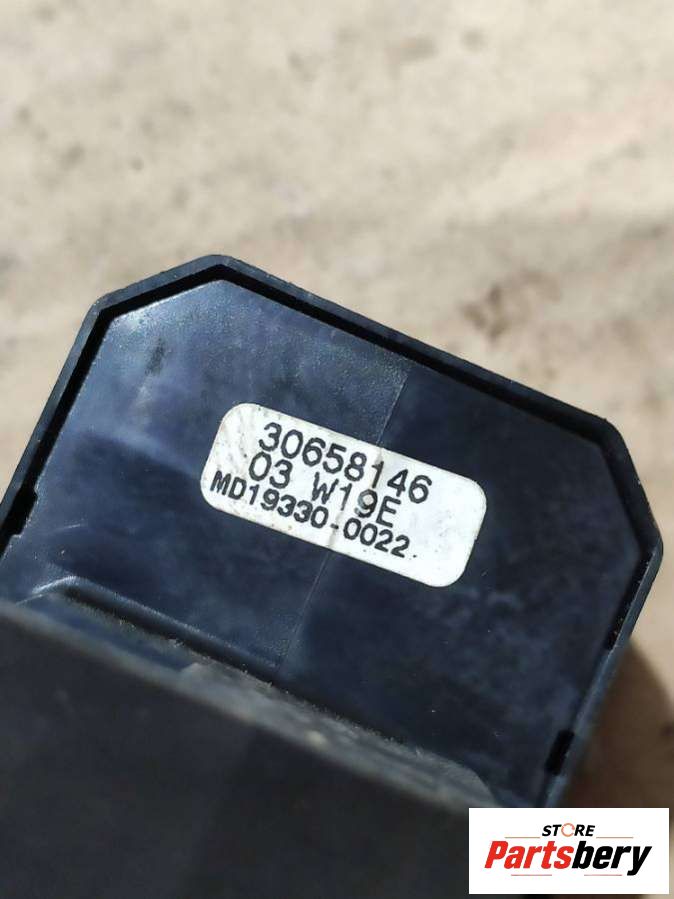 30658146
03 W19E
MD19330-0022
STORE
Partsbery